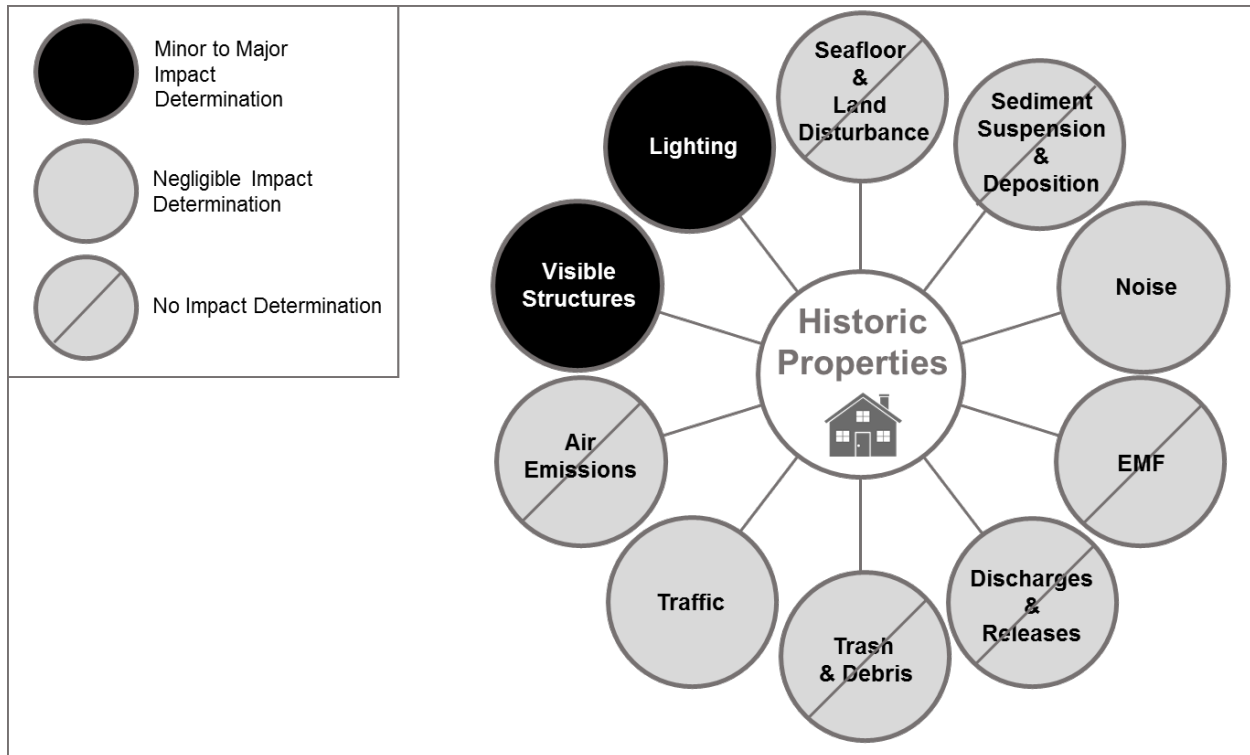 Minor to Major
Impact
Determination
Negligible Impact
Determination
No Impact Determination
Seafloor
&
Land
Disturbance
Sediment
Suspension
&
Deposition
Noise
EMF
Discharges
&
Releases
Trash
& Debris
Traffic
Air
Emissions
Visible
Structures
Lighting
Historic
Properties